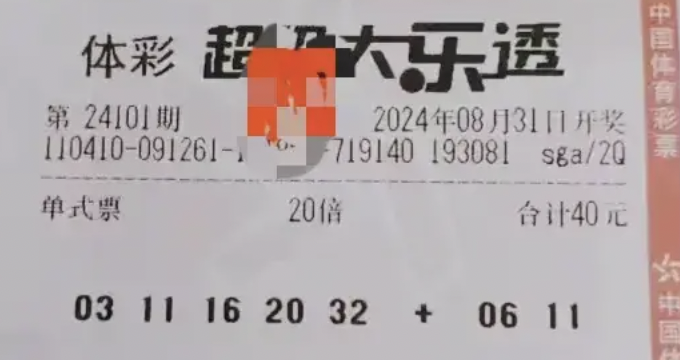 体彩 超级大乐透
第 24101期 2024年08月31日开奖
110410-091261-1 -719140 193081 sga/2Q
单式票 20倍 合计40元
03 11 16 20 32 + 06 11
中国体育彩票
中国体